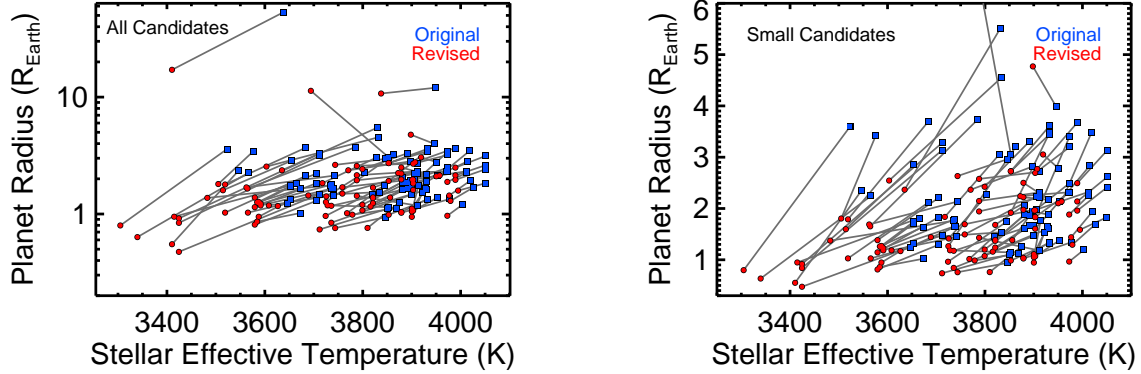 All Candidates
Original
Revised
10
1
Planet Radius (R_Earth)
3400 3600 3800 4000
Stellar Effective Temperature (K)
Small Candidates
Original
Revised
6
5
4
3
2
1
Planet Radius (R_Earth)
3400 3600 3800 4000
Stellar Effective Temperature (K)